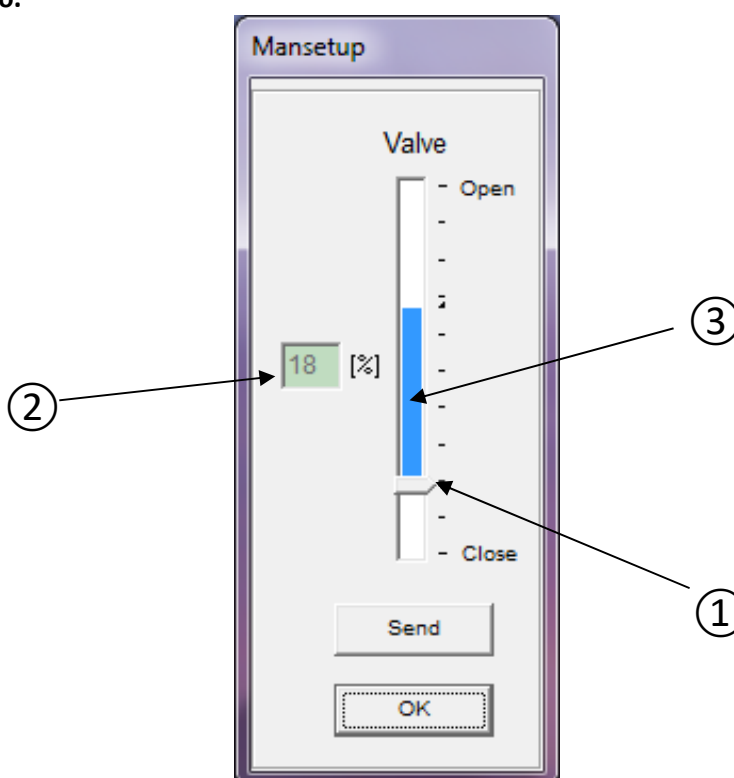 Mansetup
Valve
Open
③
18 [%]
②
Close
①
Send
OK